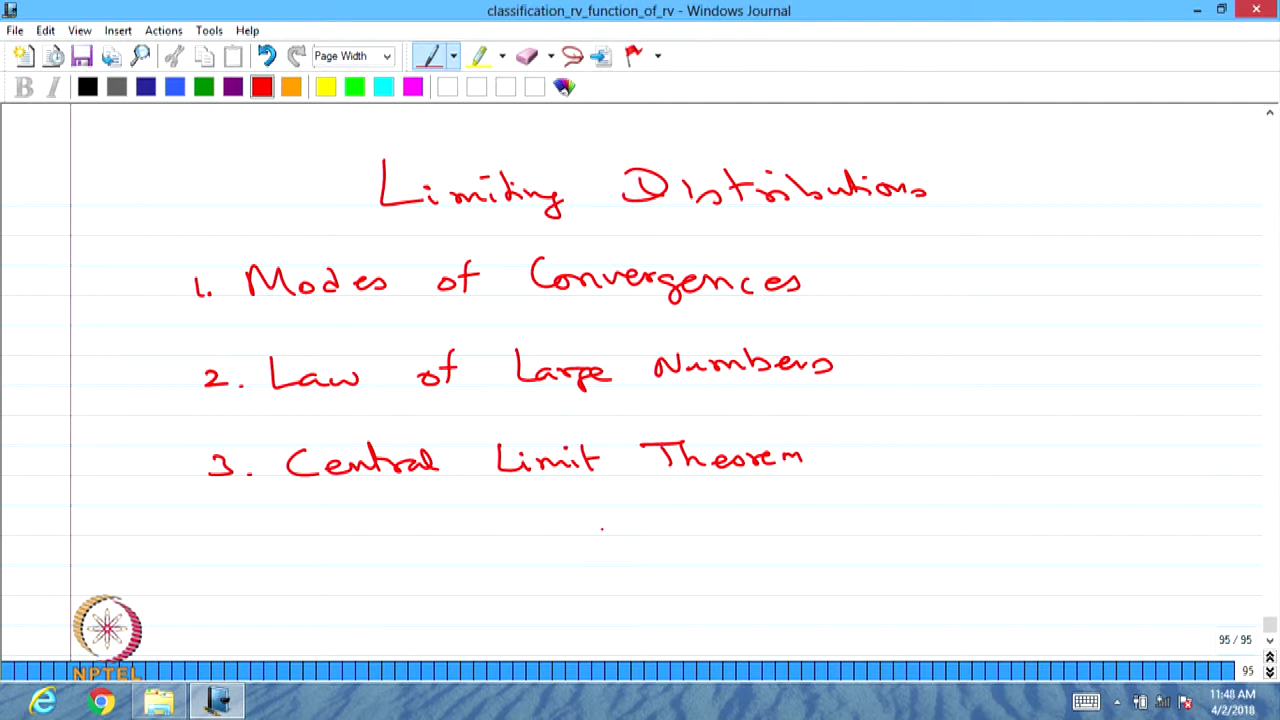 classification_rv_function_of_rv - Windows Journal
File Edit View Insert Actions Tools Help
Page Width
B I
Limiting Distributions
1. Modes of Convergences
2. Law of Large Numbers
3. Central Limit Theorem
95 / 95
NPTEL
95
11:48 AM
4/2/2018